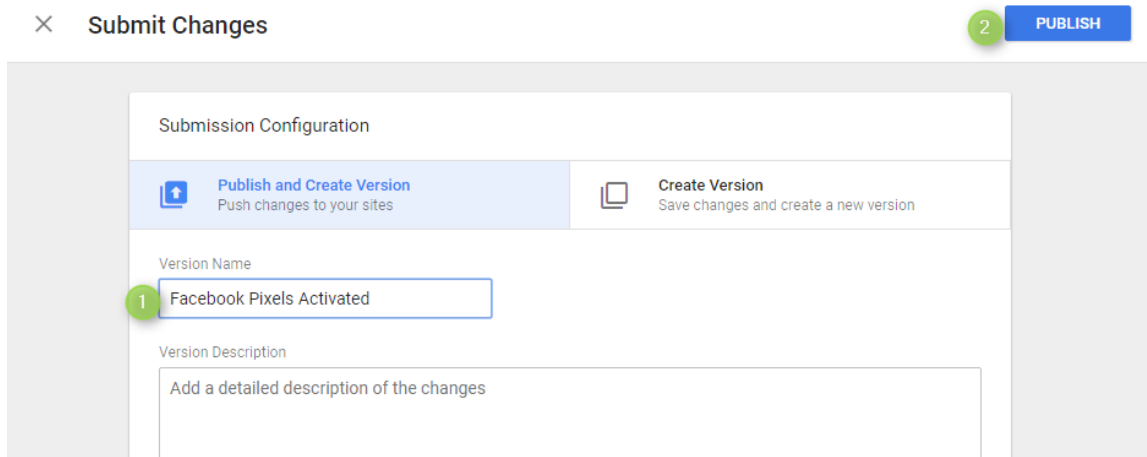 Submit Changes
2
PUBLISH
Submission Configuration
Publish and Create Version
Push changes to your sites
Create Version
Save changes and create a new version
Version Name
1
Facebook Pixels Activated
Version Description
Add a detailed description of the changes